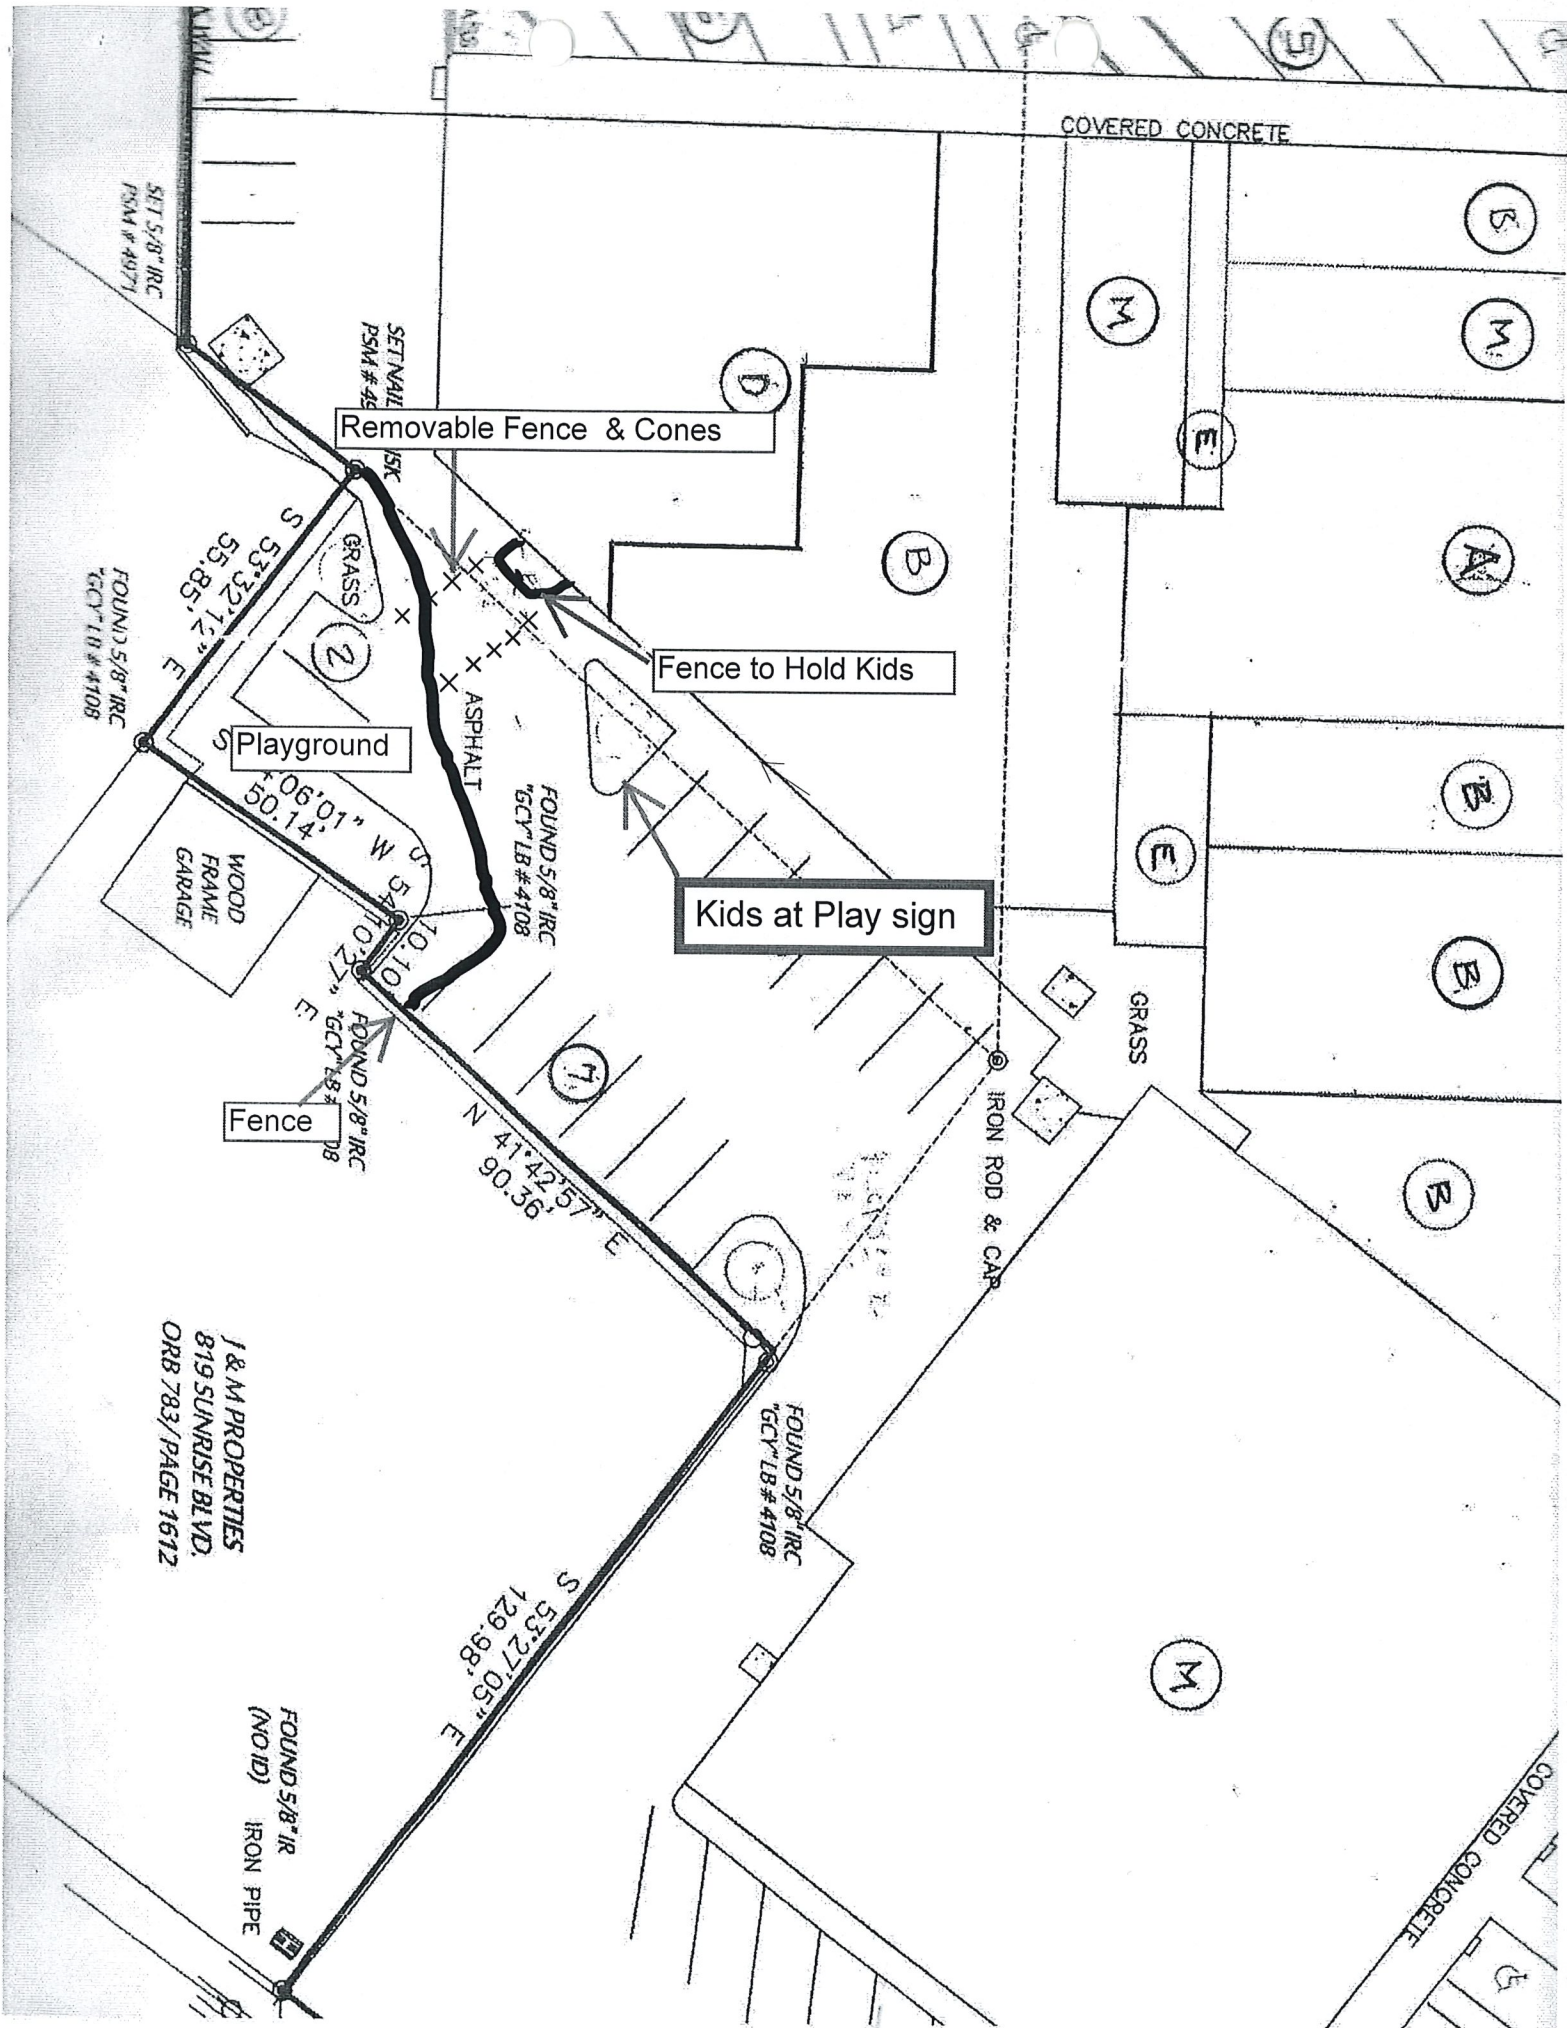 5
COVERED CONCRETE
B
M
M
E
D
A
B
SET 5/8" IRC
PSM # 4971
SET NAIL
PSM # 49
ISK
Removable Fence & Cones
S 53°32'12" E
55.85'
GRASS
2
FOUND 5/8" IRC
"GCY" LB # 4108
Fence to Hold Kids
ASPHALT
Playground
06'01" W
50.14'
WOOD
FRAME
GARAGE
FOUND 5/8" IRC
"GCY" LB # 4108
Kids at Play sign
B
E
B
GRASS
10.10'
FOUND 5/8" IRC
"GCY" LB #
08
Fence
7
N 41°42'57" E
90.36'
IRON ROD & CAP
B
J & M PROPERTIES
819 SUNRISE BLVD.
ORB 783/PAGE 1612
FOUND 5/8" IRC
"GCY" LB # 4108
S 53°27'05" E
129.98'
M
FOUND 5/8" IR
(NO ID)
IRON PIPE
COVERED CONCRETE